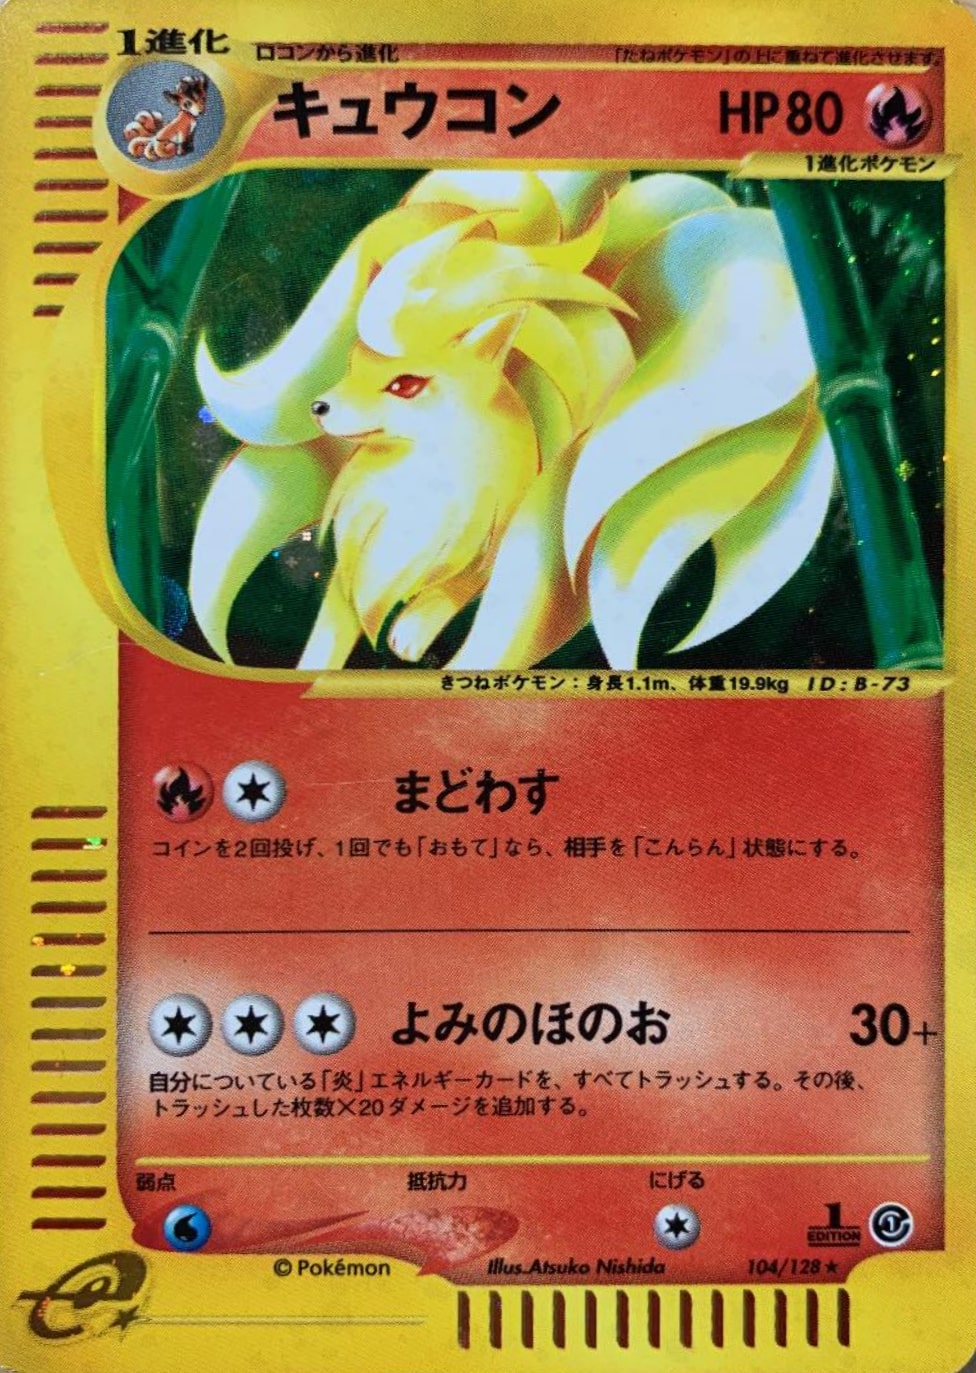 1進化
ロコンから進化
「たねポケモン」の上に重ねて進化させます。
キュウコン
HP80
1進化ポケモン
きつねポケモン：身長1.1m、体重19.9kg ID:B-73
まどわす
コインを2回投げ、1回でも「おもて」なら、相手を「こんらん」状態にする。
よみのほのお 30+
自分についている「炎」エネルギーカードを、すべてトラッシュする。その後、
トラッシュした枚数×20ダメージを追加する。
弱点 抵抗力 にげる
1
EDITION
1
© Pokémon Illus.Atsuko Nishida 104/128★
e